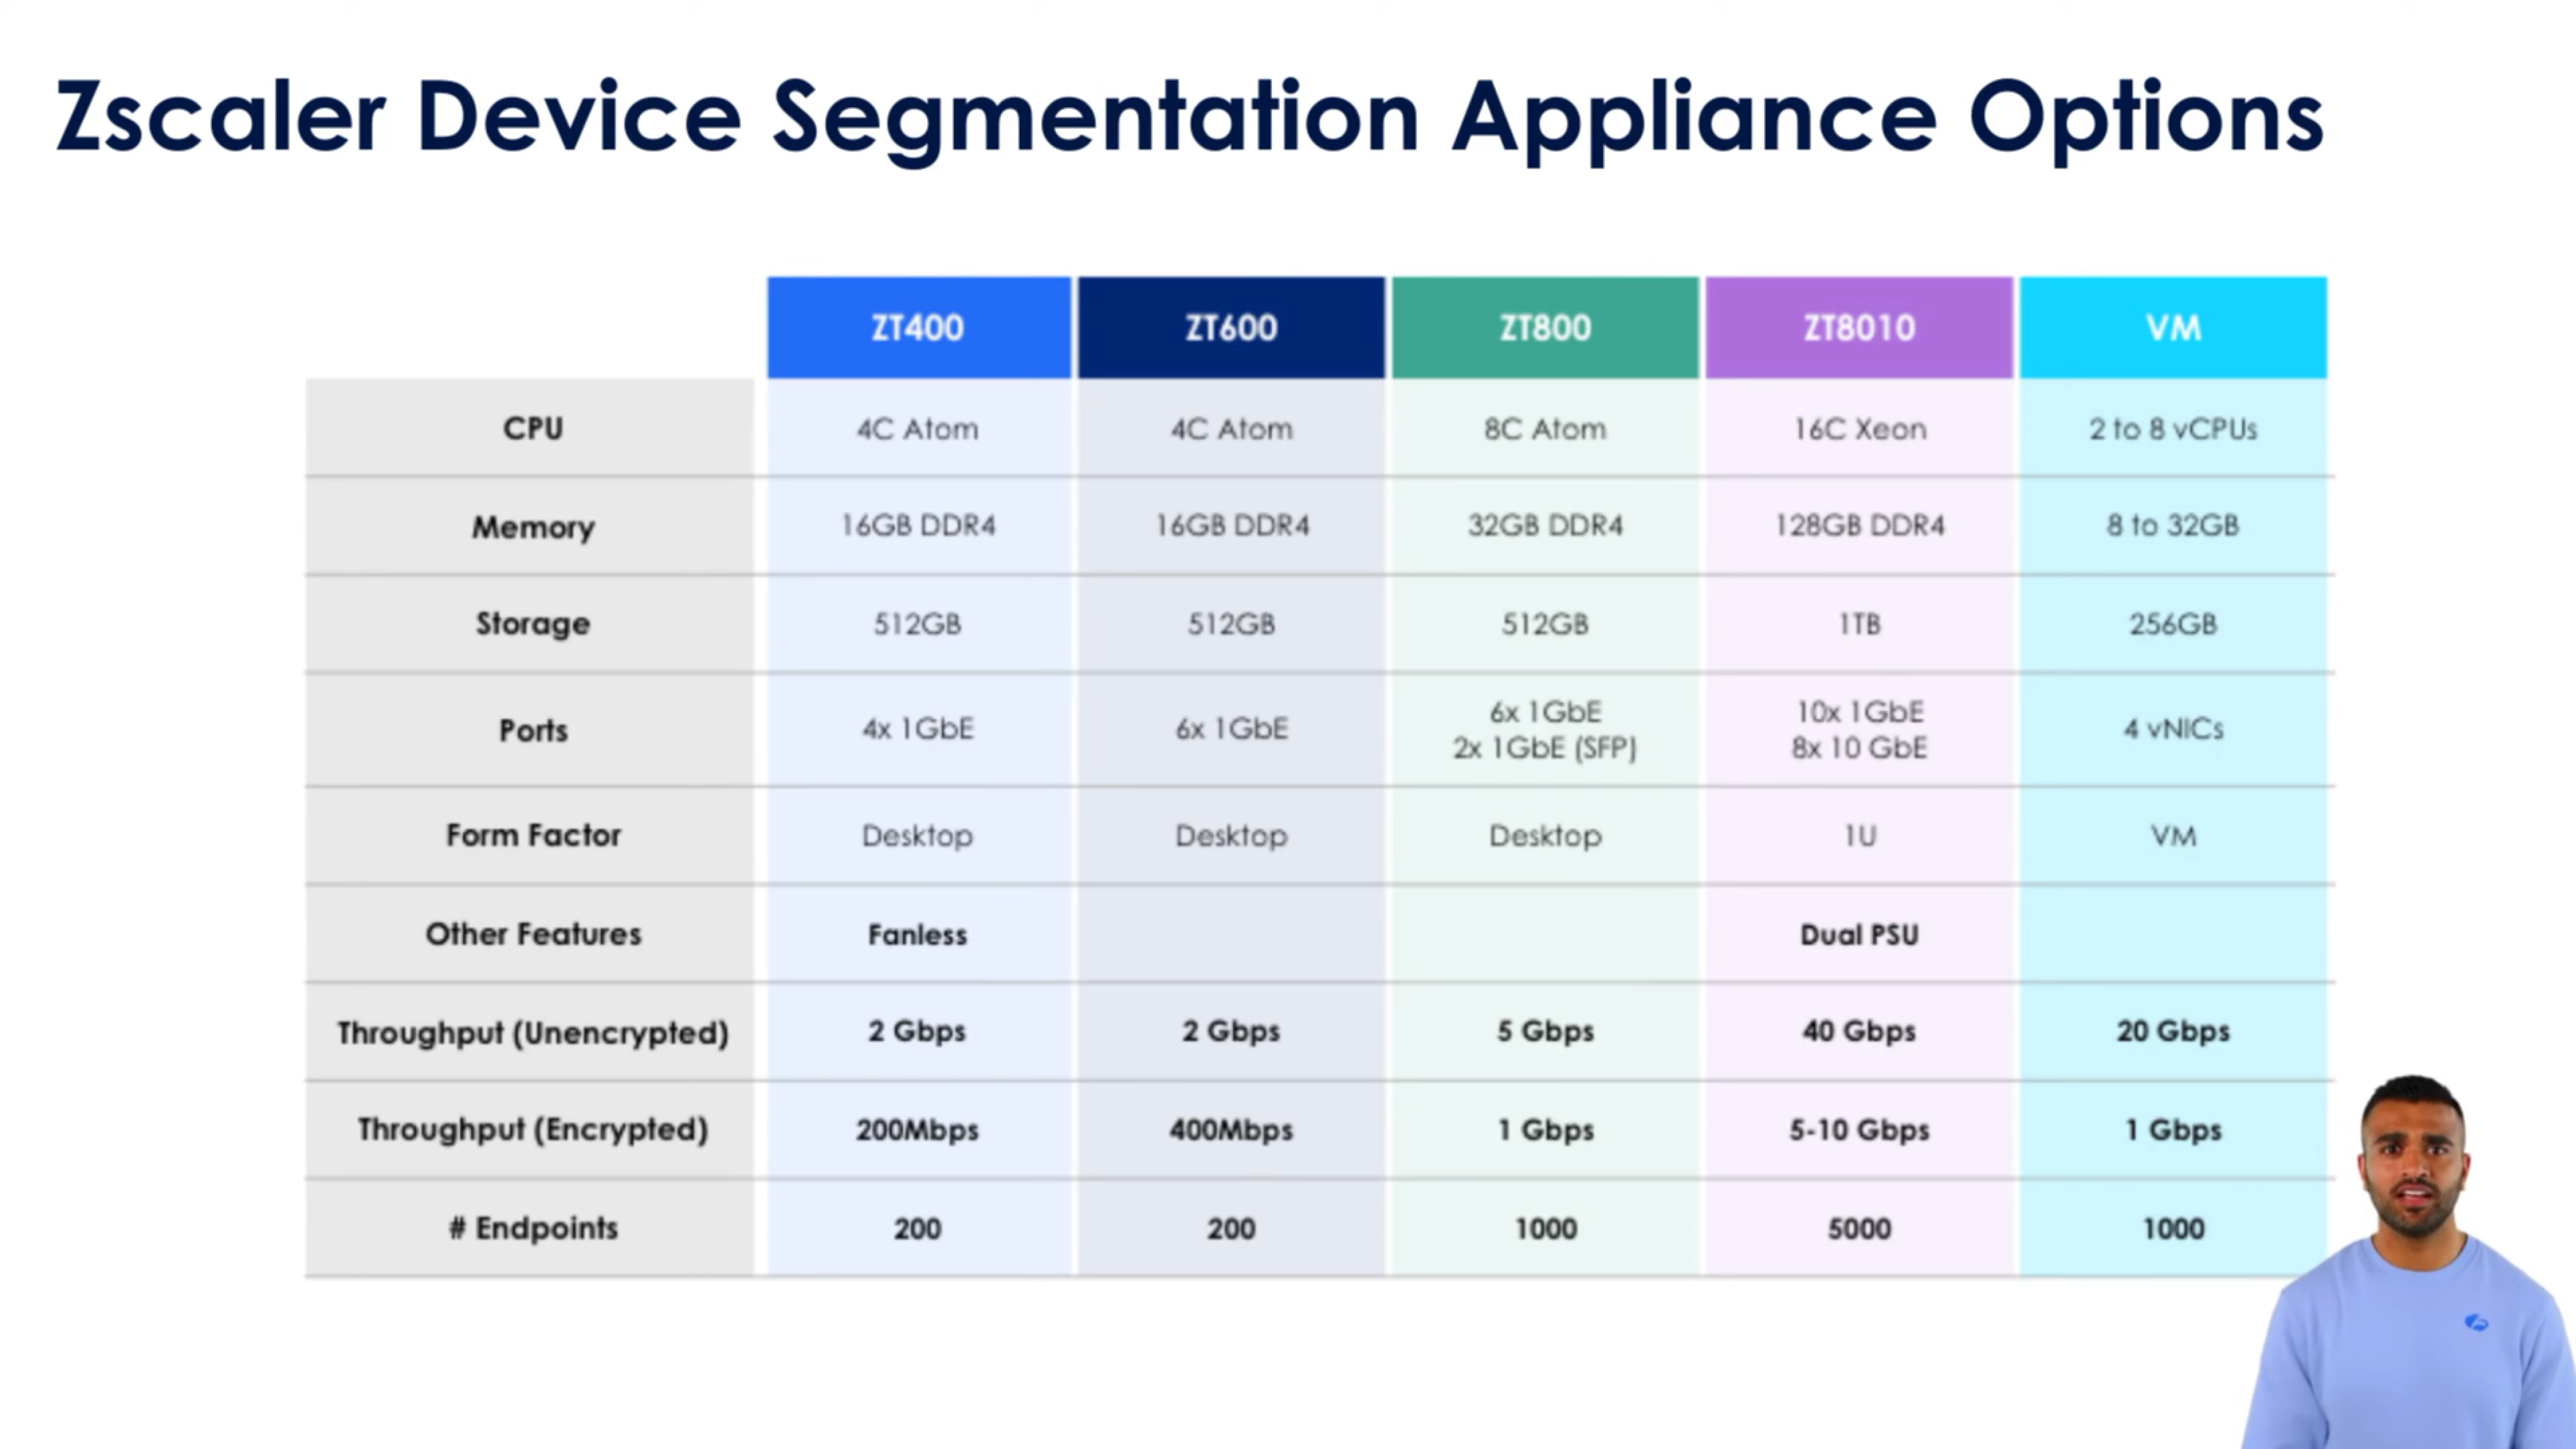 Zscaler Device Segmentation Appliance Options
ZT400 ZT600 ZT800 ZT8010 VM
CPU 4C Atom 4C Atom 8C Atom 16C Xeon 2 to 8 vCPUs
Memory 16GB DDR4 16GB DDR4 32GB DDR4 128GB DDR4 8 to 32GB
Storage 512GB 512GB 512GB 1TB 256GB
Ports 4x 1GbE 6x 1GbE 6x 1GbE 10x 1GbE 4 vNICs
2x 1GbE (SFP) 8x 10 GbE
Form Factor Desktop Desktop Desktop 1U VM
Other Features Fanless Dual PSU
Throughput (Unencrypted) 2 Gbps 2 Gbps 5 Gbps 40 Gbps 20 Gbps
Throughput (Encrypted) 200Mbps 400Mbps 1 Gbps 5-10 Gbps 1 Gbps
# Endpoints 200 200 1000 5000 1000